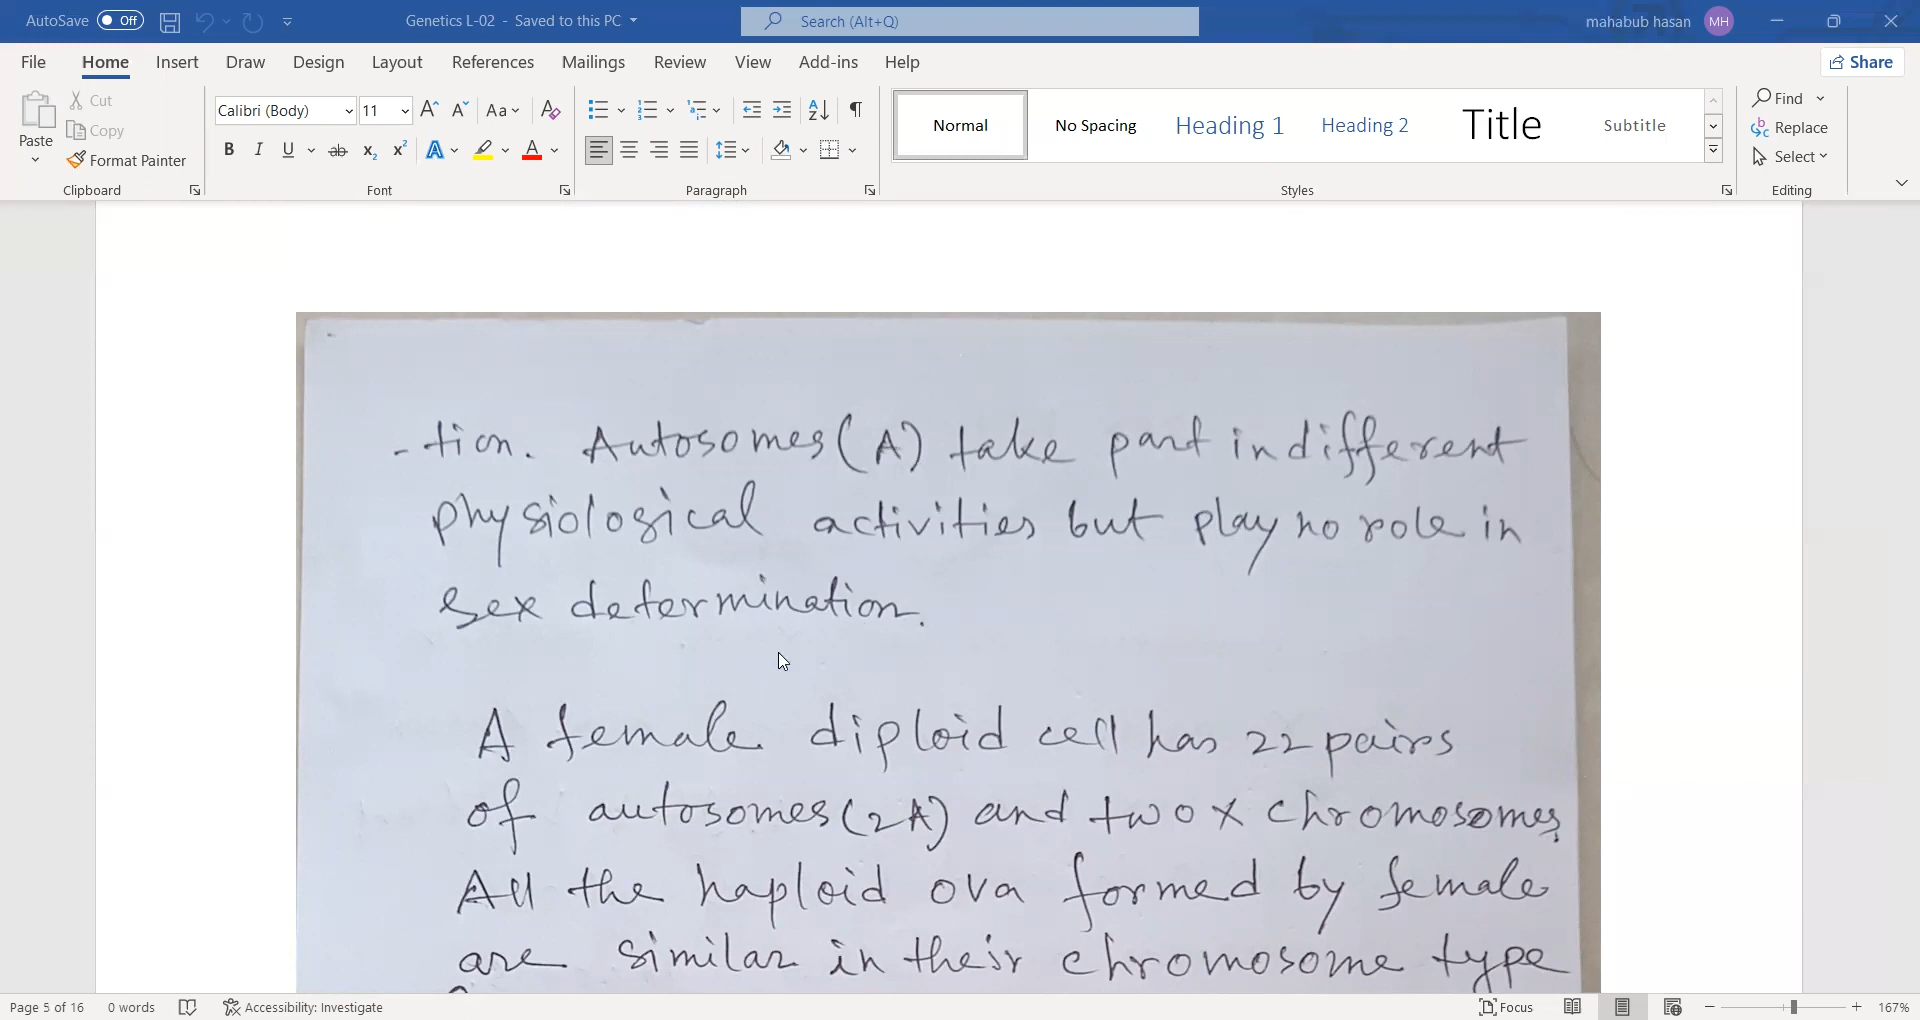 AutoSave Off Genetics L-02 - Saved to this PC Search (Alt+Q) mahabub hasan MH
File Home Insert Draw Design Layout References Mailings Review View Add-ins Help Share
Paste Cut Copy Format Painter
Clipboard
Calibri (Body) 11 Aa
B I U ab x₂ x² A A
Font
Paragraph
Normal No Spacing Heading 1 Heading 2 Title Subtitle
Styles
Find
Replace
Select
Editing
-tion. Autosomes (A) take part in different
physiological activities but play no role in
sex determination.
A female diploid cell has 22 pairs
of autosomes (2A) and two X chromosomes.
All the haploid ova formed by female
are similar in their chromosome type
Page 5 of 16 0 words Accessibility: Investigate Focus 167%